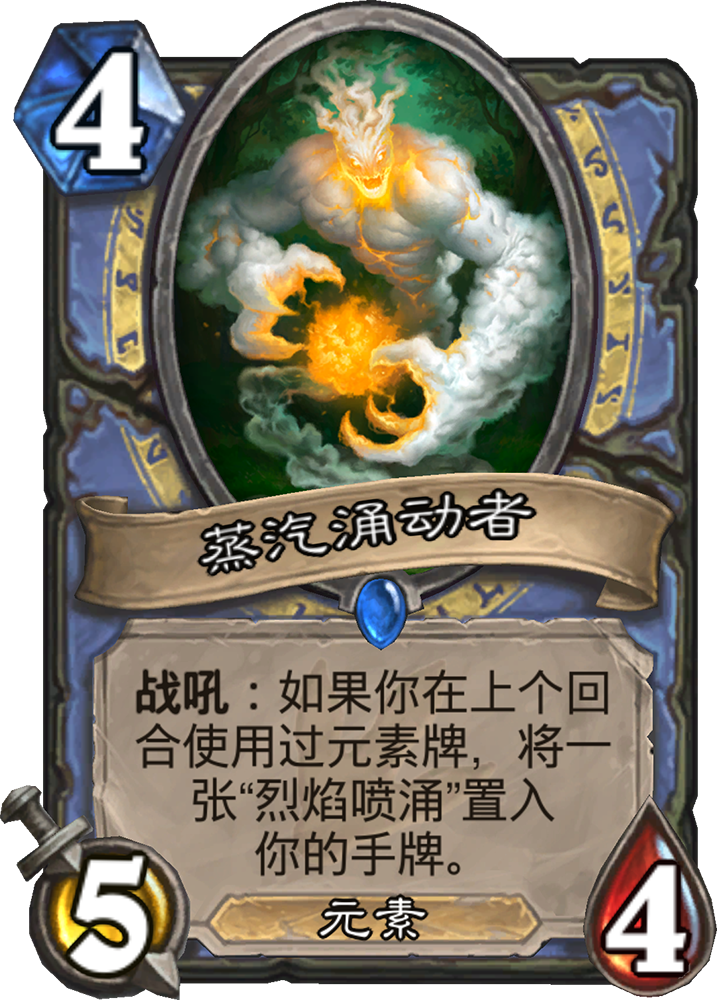 4
蒸汽涌动者
战吼：如果你在上个回
合使用过元素牌，将一
张“烈焰喷涌”置入
你的手牌。
5
元素
4